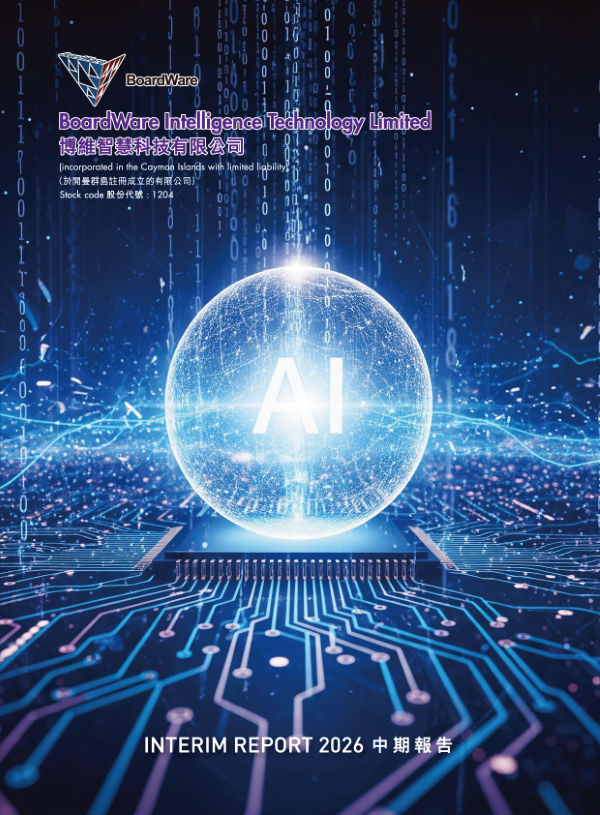 BoardWare
BoardWare Intelligence Technology Limited
博維智慧科技有限公司
(incorporated in the Cayman Islands with limited liability)
(於開曼群島註冊成立的有限公司)
Stock code 股份代號 : 1204
AI
INTERIM REPORT 2026 中期報告